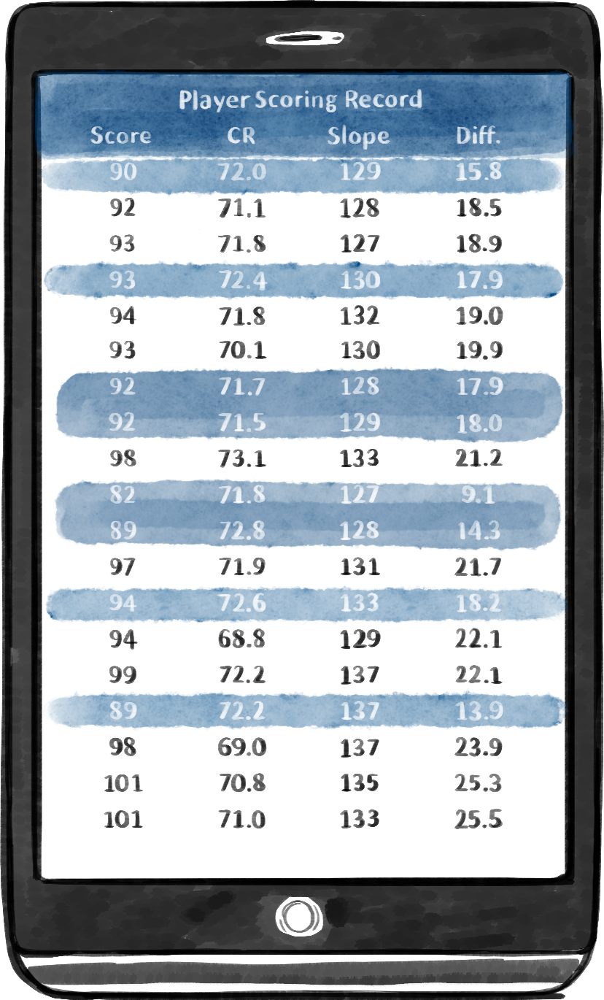 Player Scoring Record
Score CR Slope Diff.
90 72.0 129 15.8
92 71.1 128 18.5
93 71.8 127 18.9
93 72.4 130 17.9
94 71.8 132 19.0
93 70.1 130 19.9
92 71.7 128 17.9
92 71.5 129 18.0
98 73.1 133 21.2
82 71.8 127 9.1
89 72.8 128 14.3
97 71.9 131 21.7
94 72.6 133 18.2
94 68.8 129 22.1
99 72.2 137 22.1
89 72.2 137 13.9
98 69.0 137 23.9
101 70.8 135 25.3
101 71.0 133 25.5